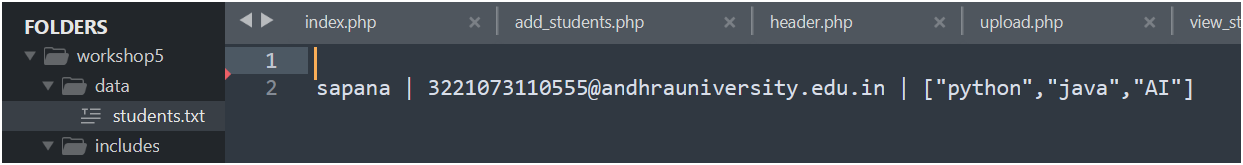 FOLDERS
workshop5
data
students.txt
includes
index.php
add_students.php
header.php
upload.php
view_st
1
2 sapana | 3221073110555@andhrauniversity.edu.in | ["python","java","AI"]